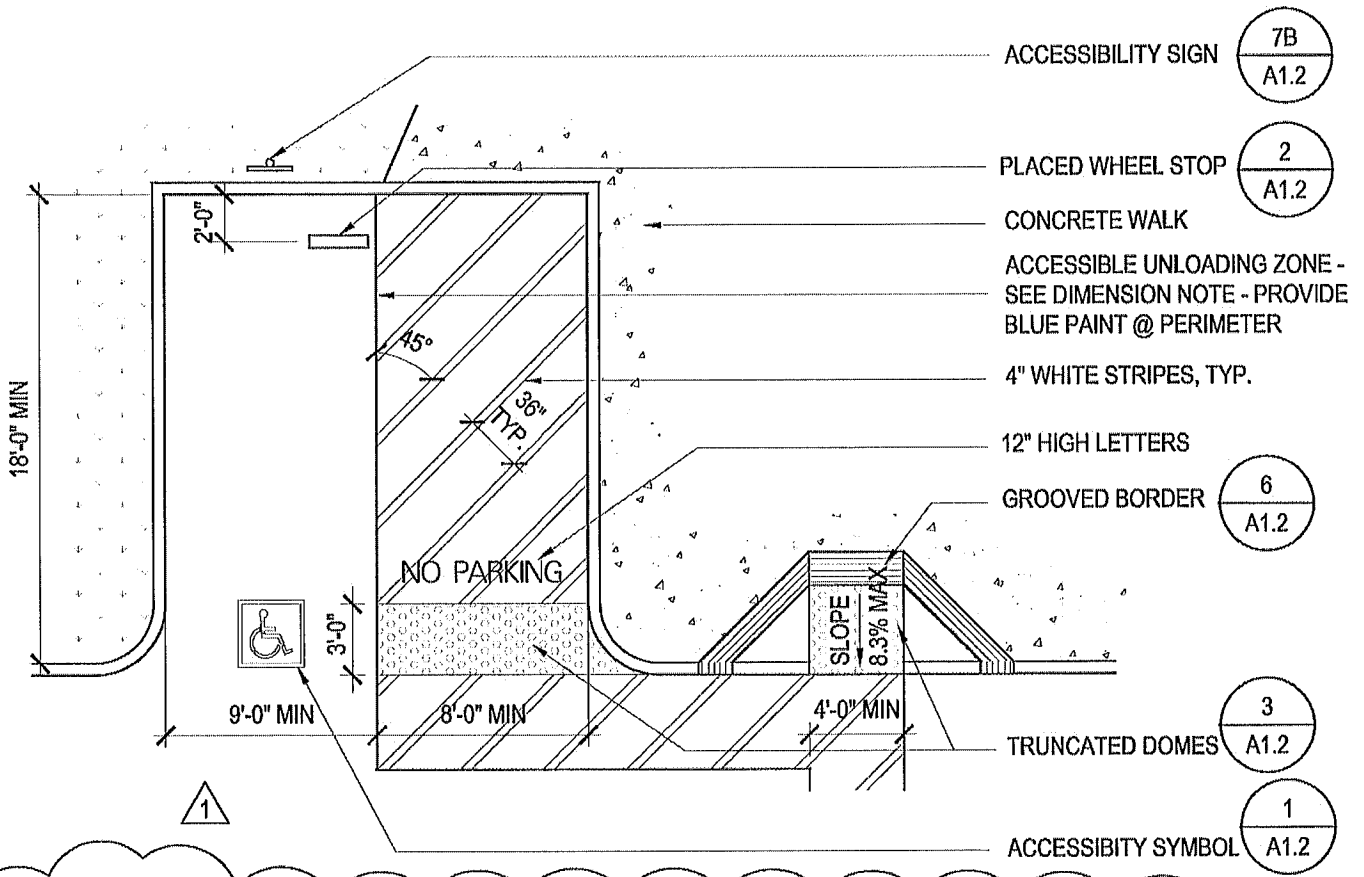 ACCESSIBILITY SIGN
7B
A1.2
PLACED WHEEL STOP
2
A1.2
CONCRETE WALK
ACCESSIBLE UNLOADING ZONE -
SEE DIMENSION NOTE - PROVIDE
BLUE PAINT @ PERIMETER
4" WHITE STRIPES, TYP.
12" HIGH LETTERS
GROOVED BORDER
6
A1.2
TRUNCATED DOMES
3
A1.2
ACCESSIBITY SYMBOL
1
A1.2
18'-0" MIN
2'-0"
45°
36"
TYP.
NO PARKING
3'-0"
SLOPE
8.3% MAX
9'-0" MIN
8'-0" MIN
4'-0" MIN
1